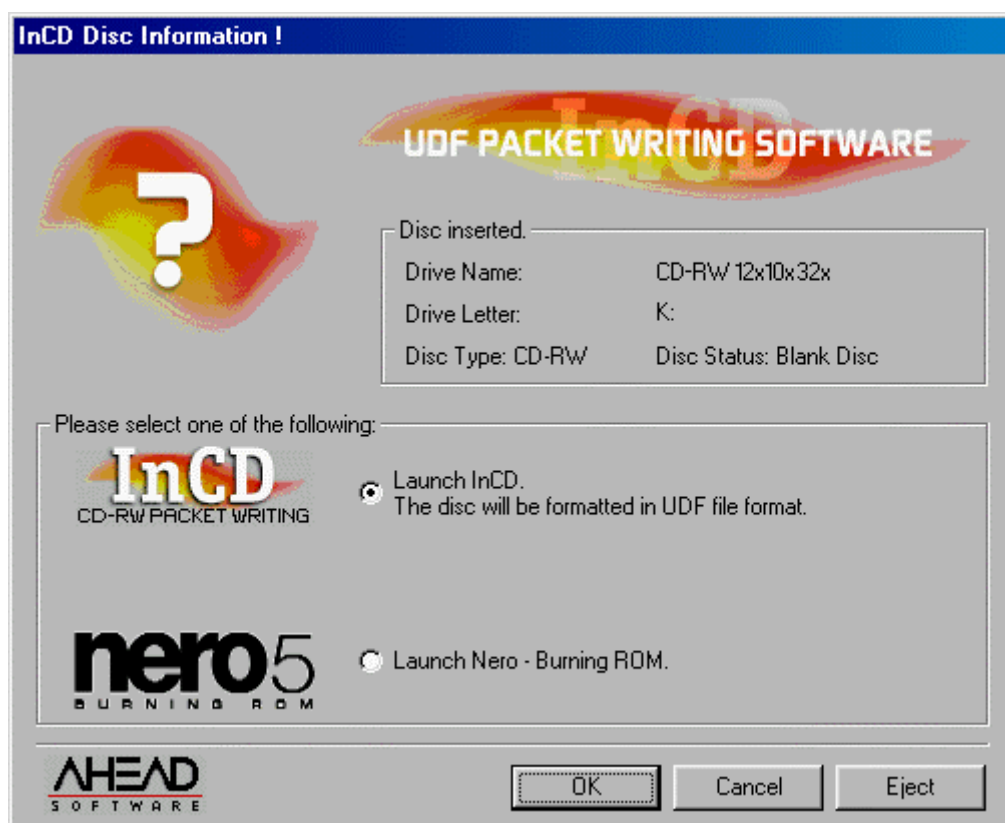 InCD Disc Information !
InCD
UDF PACKET WRITING SOFTWARE
?
Disc inserted.
Drive Name: CD-RW 12x10x32x
Drive Letter: K:
Disc Type: CD-RW Disc Status: Blank Disc
Please select one of the following:
InCD
CD-RW PACKET WRITING
Launch InCD.
The disc will be formatted in UDF file format.
nero5
BURNING ROM
Launch Nero - Burning ROM.
AHEAD
SOFTWARE
OK Cancel Eject